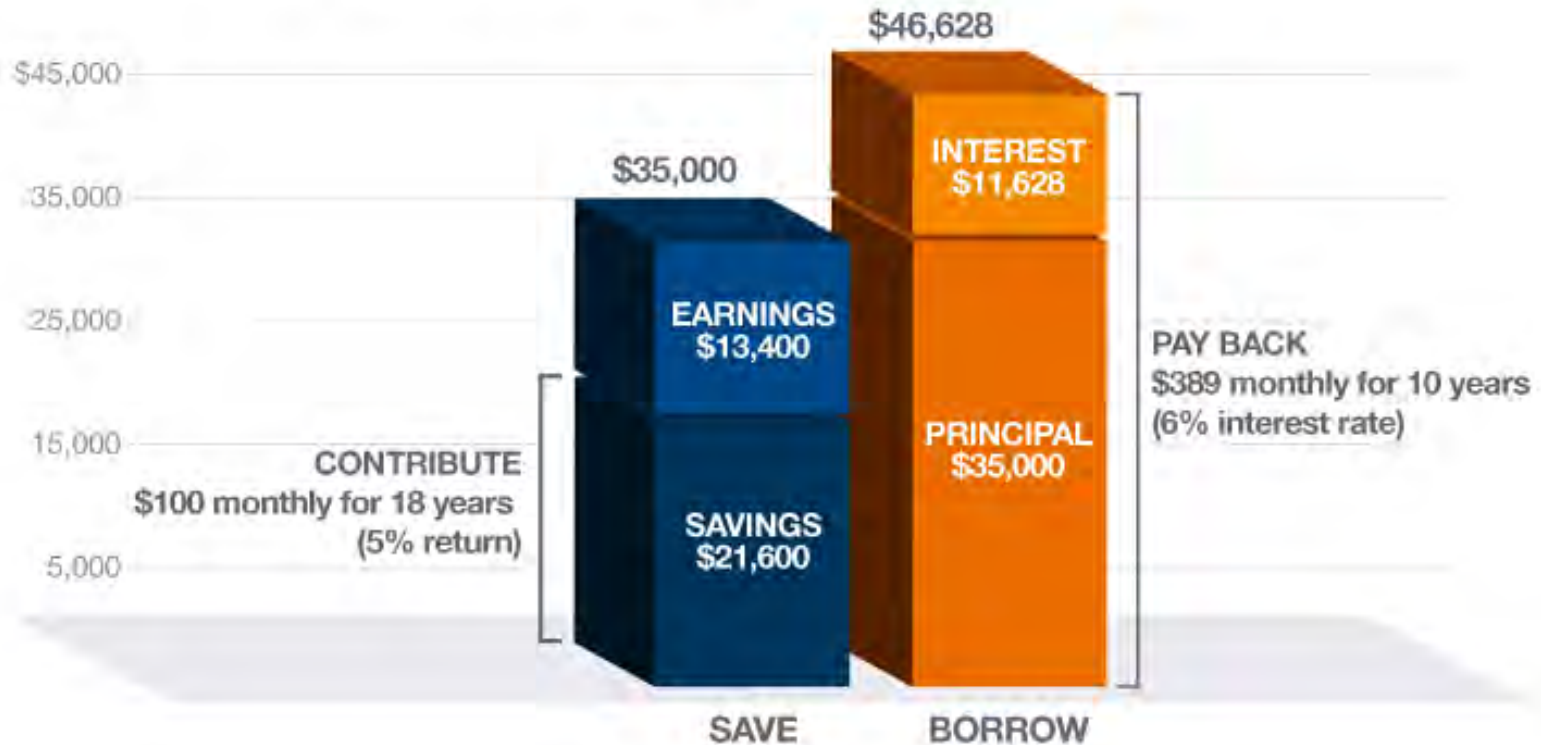 $46,628
$45,000
INTEREST
$11,628
$35,000
35,000
EARNINGS
$13,400
25,000
PAY BACK
$389 monthly for 10 years
(6% interest rate)
15,000
PRINCIPAL
$35,000
CONTRIBUTE
$100 monthly for 18 years
(5% return)
SAVINGS
$21,600
5,000
SAVE
BORROW